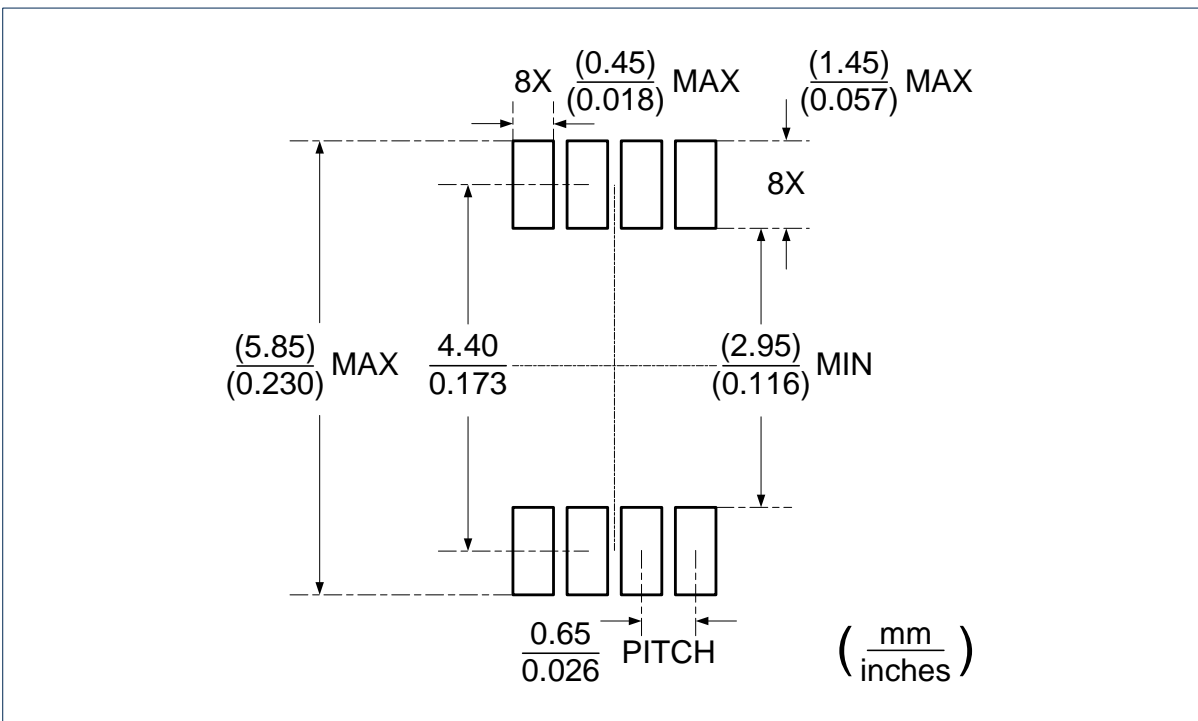 8X (0.45) MAX
(0.018)
(1.45) MAX
(0.057)
8X
(5.85) MAX
(0.230)
4.40
0.173
(2.95) MIN
(0.116)
0.65 PITCH
0.026
(mm
inches)